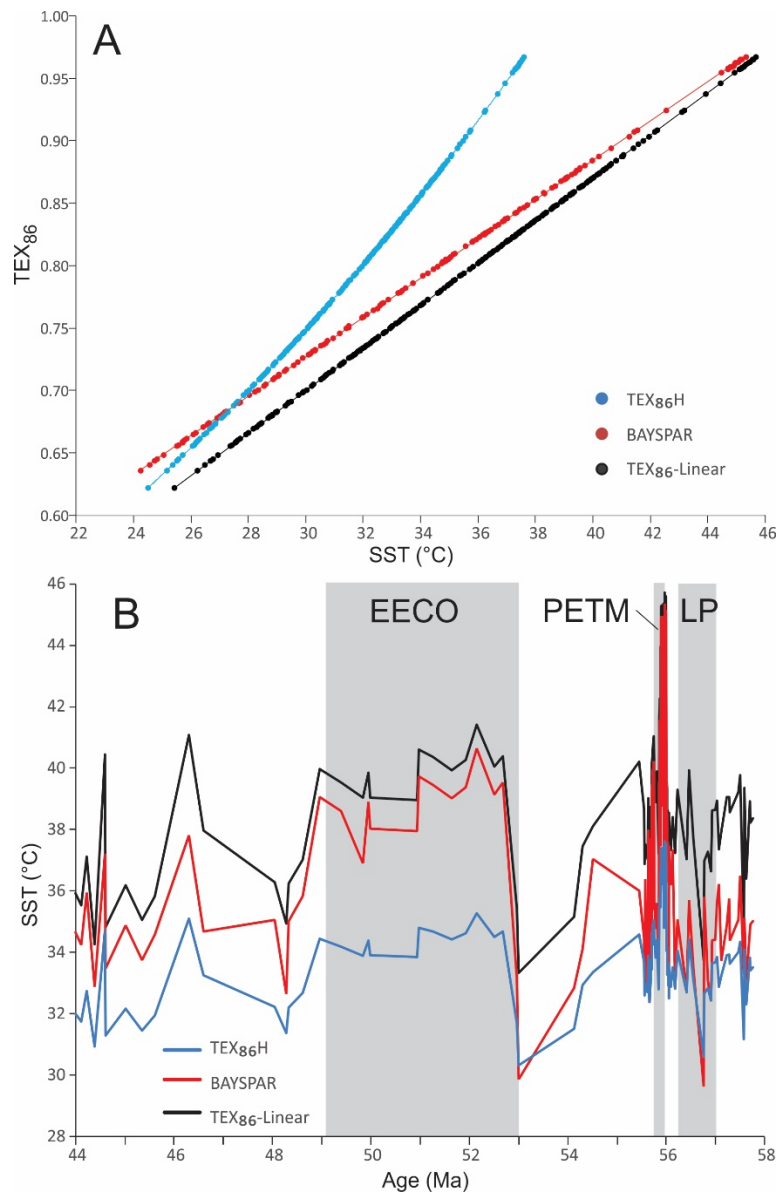 A
1.00
0.95
0.90
0.85
0.80
0.75
0.70
0.65
0.60
TEX86
22 24 26 28 30 32 34 36 38 40 42 44 46
SST (°C)
TEX86H
BAYSPAR
TEX86-Linear
B
EECO
PETM
LP
46
44
42
40
38
36
34
32
30
28
SST (°C)
TEX86H
BAYSPAR
TEX86-Linear
44 46 48 50 52 54 56 58
Age (Ma)